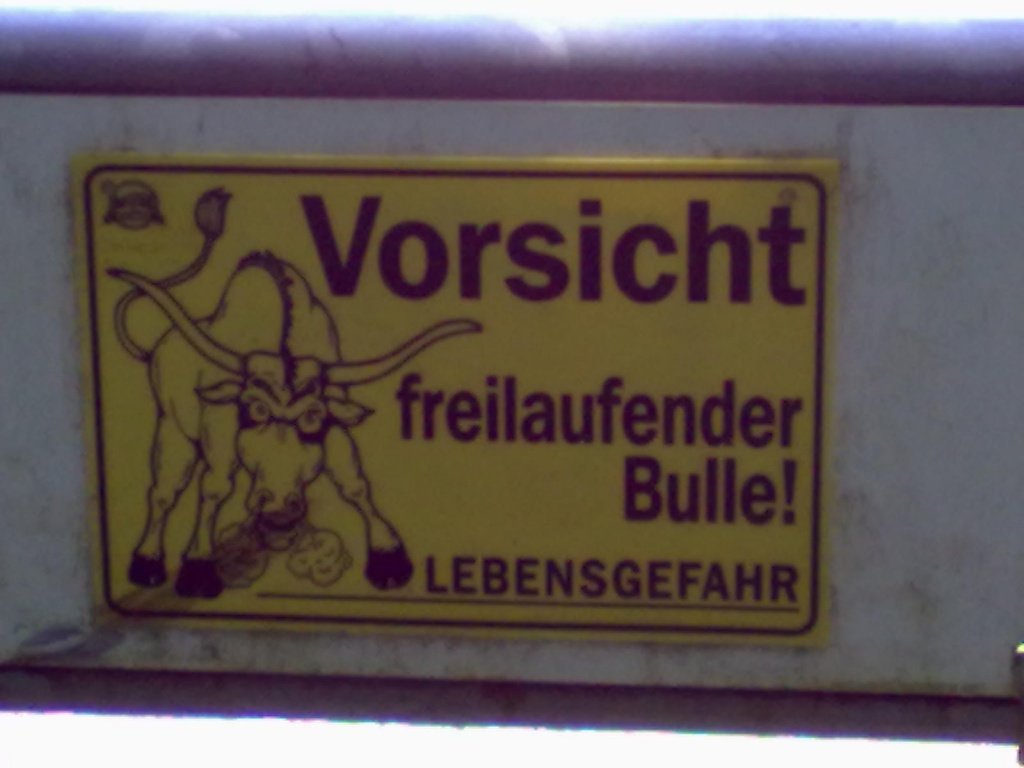 Vorsicht
freilaufender
Bulle!
LEBENSGEFAHR